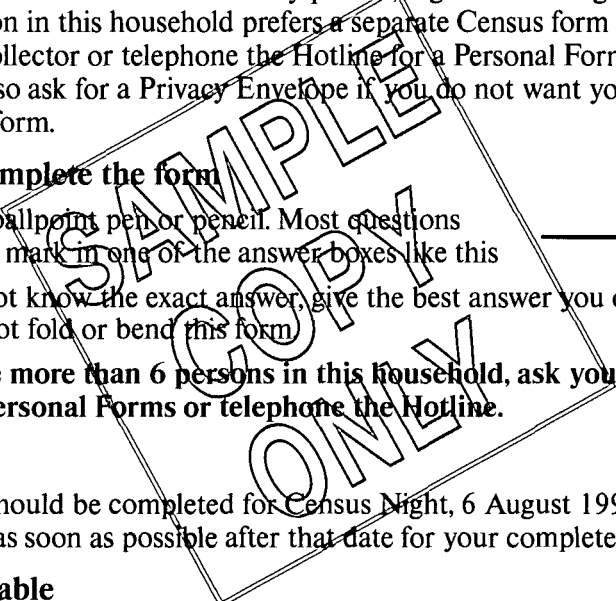 on in this household prefers a separate Census form
ollector or telephone the Hotline for a Personal Form
so ask for a Privacy Envelope if you do not want yo
form.
mplete the form
ballpoint pen or pencil. Most questions
mark in one of the answer boxes like this
ot know the exact answer, give the best answer you c
ot fold or bend this form
e more than 6 persons in this household, ask you
ersonal Forms or telephone the Hotline.
hould be completed for Census Night, 6 August 199
as soon as possible after that date for your complete
able
SAMPLE
COPY
ONLY